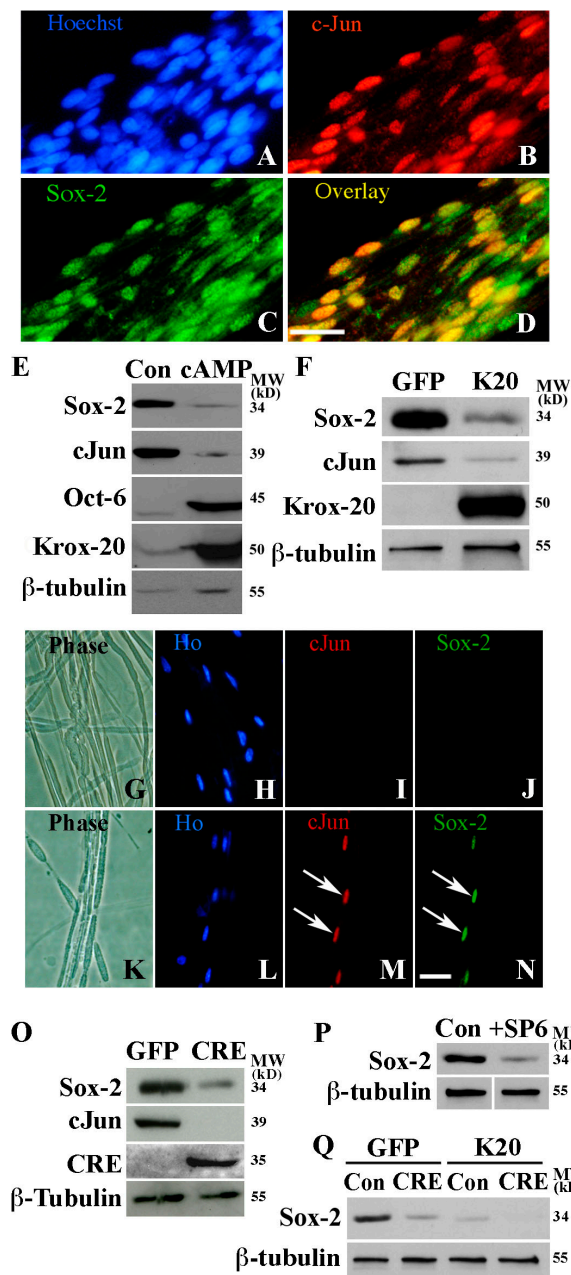 Hoechst
c-Jun
A
B
Sox-2
Overlay
C
D
E
Con cAMP
MW
(kD)
Sox-2
34
cJun
39
Oct-6
45
Krox-20
50
β-tubulin
55
F
GFP K20
MW
(kD)
Sox-2
34
cJun
39
Krox-20
50
β-tubulin
55
Phase
Ho
cJun
Sox-2
G
H
I
J
Phase
Ho
cJun
Sox-2
K
L
M
N
O
GFP CRE
MW
(kD)
Sox-2
34
cJun
39
CRE
35
β-Tubulin
55
P
Con +SP6
Sox-2
34
β-tubulin
55
Q
GFP K20
Con CRE Con CRE
Sox-2
34
β-tubulin
55